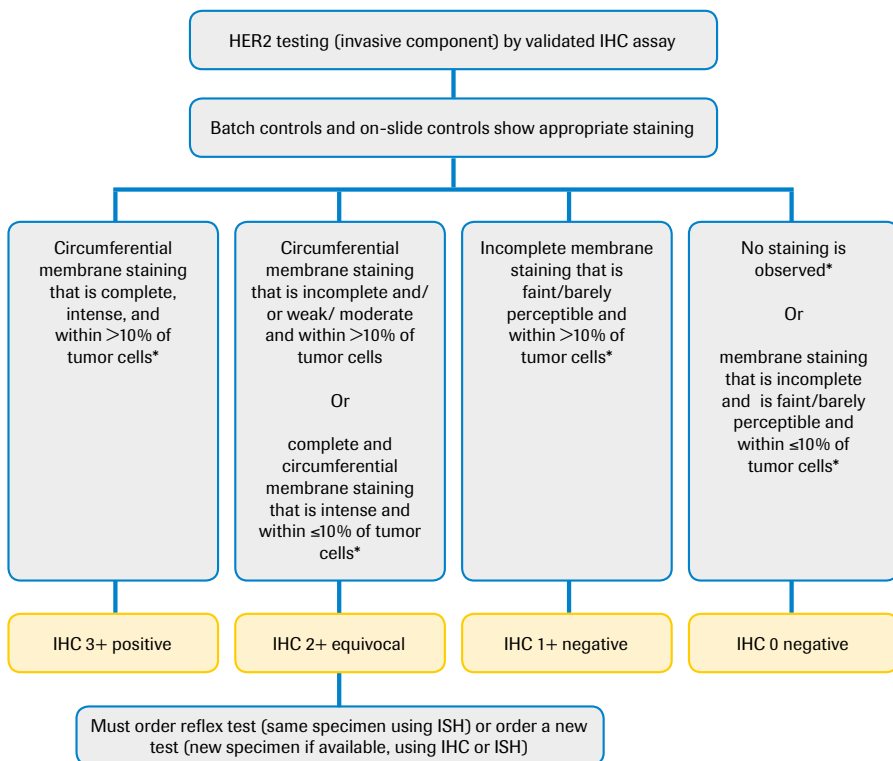 HER2 testing (invasive component) by validated IHC assay
Batch controls and on-slide controls show appropriate staining
Circumferential
membrane staining
that is complete,
intense, and
within >10% of
tumor cells*
Circumferential
membrane staining
that is incomplete and/
or weak/ moderate
and within >10% of
tumor cells
Or
complete and
circumferential
membrane staining
that is intense and
within ≤10% of tumor
cells*
Incomplete membrane
staining that is
faint/barely
perceptible and
within >10% of
tumor cells*
No staining is
observed*
Or
membrane staining
that is incomplete
and is faint/barely
perceptible and
within ≤10% of
tumor cells*
IHC 3+ positive
IHC 2+ equivocal
IHC 1+ negative
IHC 0 negative
Must order reflex test (same specimen using ISH) or order a new
test (new specimen if available, using IHC or ISH)